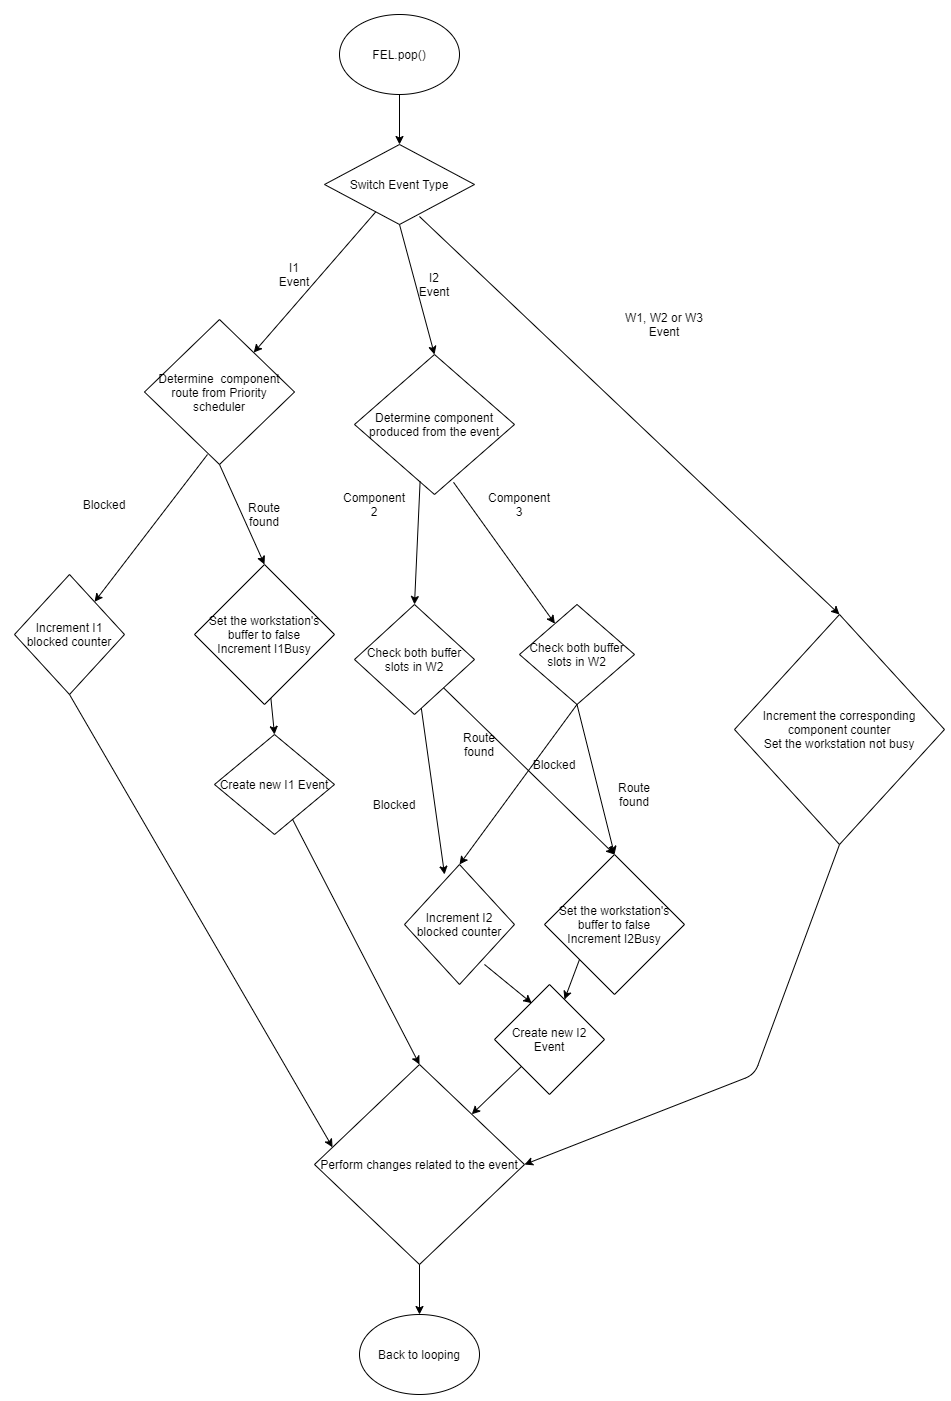 FEL.pop()
Switch Event Type
I1
Event
I2
Event
W1, W2 or W3
Event
Determine  component
route from Priority
scheduler
Determine component
produced from the event
Blocked
Route
found
Component
2
Component
3
Increment I1
blocked counter
Set the workstation's
buffer to false
Increment I1Busy
Check both buffer
slots in W2
Check both buffer
slots in W2
Increment the corresponding
component counter
Set the workstation not busy
Create new I1 Event
Route
found
Blocked
Blocked
Route
found
Increment I2
blocked counter
Set the workstation's
buffer to false
Increment I2Busy
Create new I2
Event
Perform changes related to the event
Back to looping